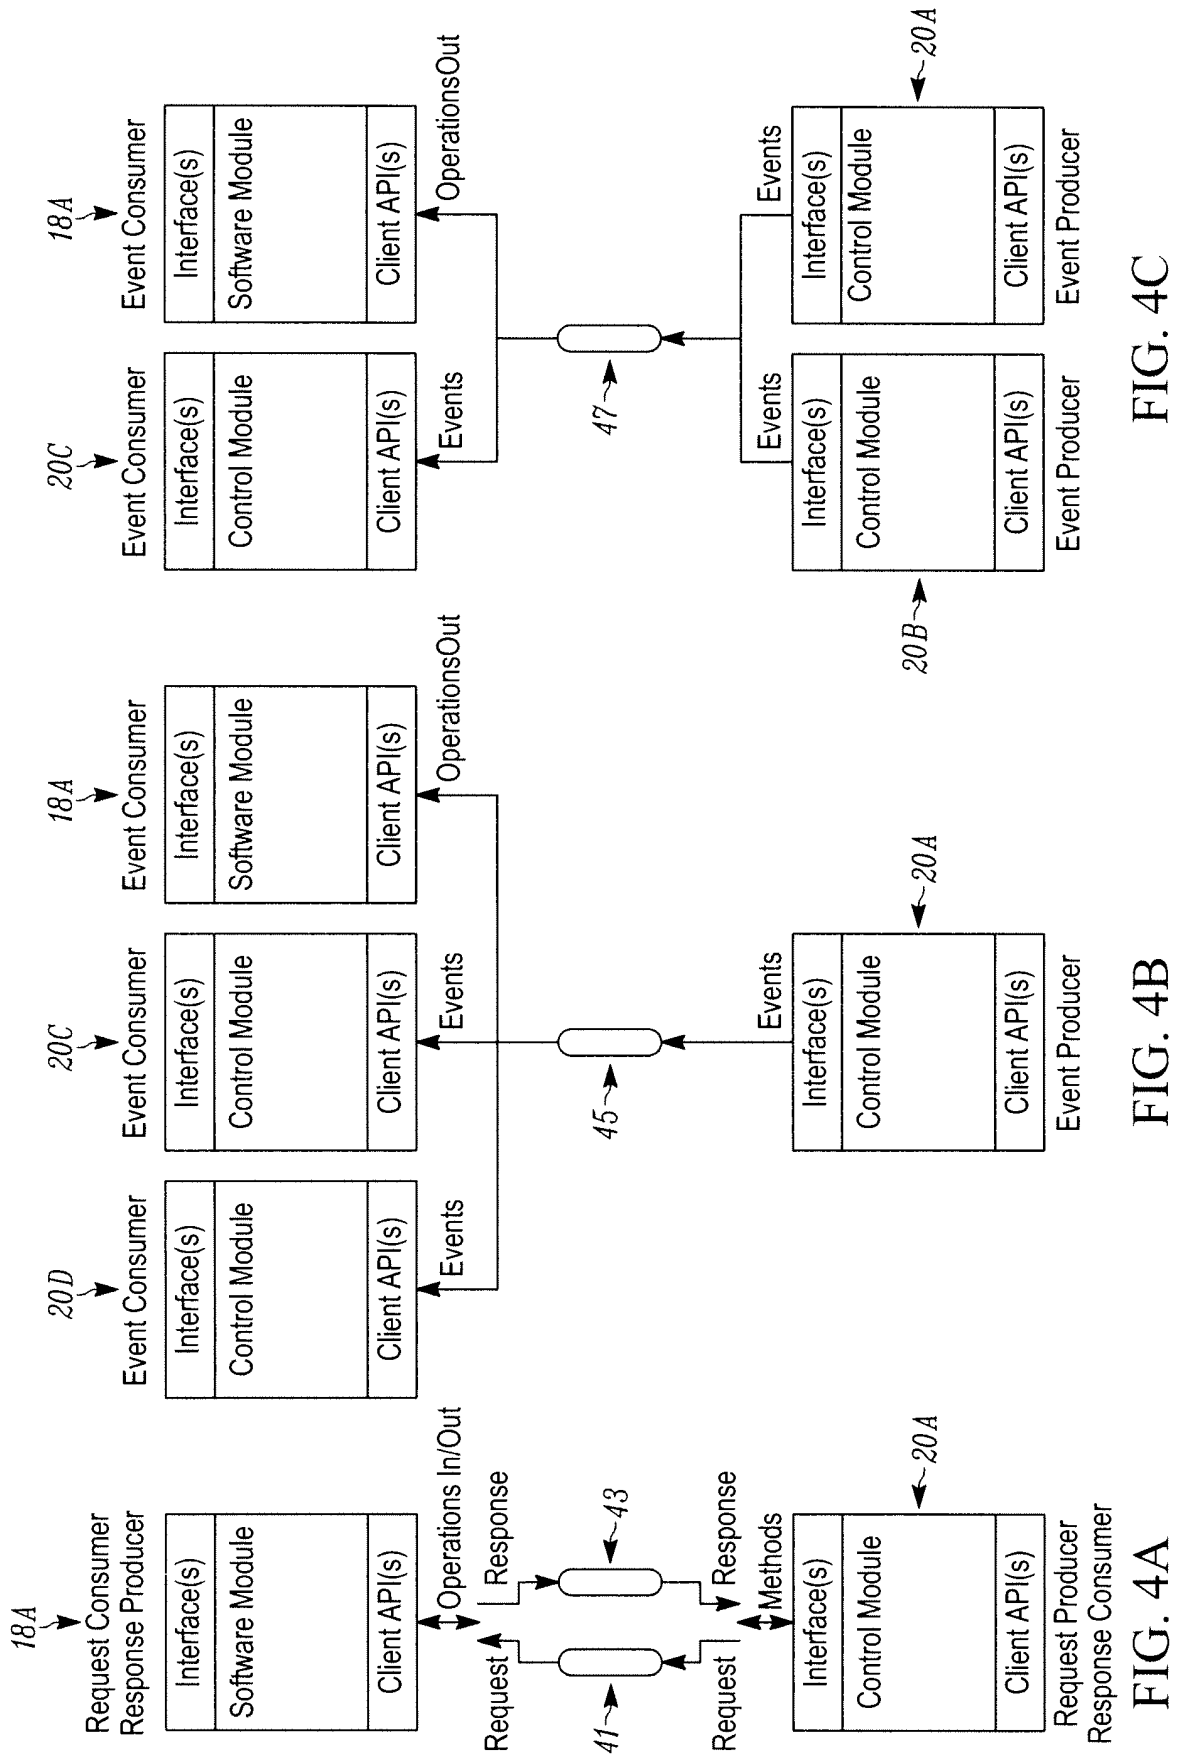 18A
Request Consumer
Response Producer
Interface(s)
Software Module
Client API(s)
Operations In/Out
Request
Response
41
43
Request
Response
Methods
Interface(s)
Control Module
Client API(s)
20A
Request Producer
Response Consumer
FIG. 4A
20D
Event Consumer
Interface(s)
Control Module
Client API(s)
Events
20C
Event Consumer
Interface(s)
Control Module
Client API(s)
Events
18A
Event Consumer
Interface(s)
Software Module
Client API(s)
OperationsOut
45
Events
Interface(s)
Control Module
Client API(s)
20A
Event Producer
FIG. 4B
20C
Event Consumer
Interface(s)
Control Module
Client API(s)
Events
18A
Event Consumer
Interface(s)
Software Module
Client API(s)
OperationsOut
47
Events
Interface(s)
Control Module
Client API(s)
20B
Event Producer
Events
Interface(s)
Control Module
Client API(s)
20A
Event Producer
FIG. 4C